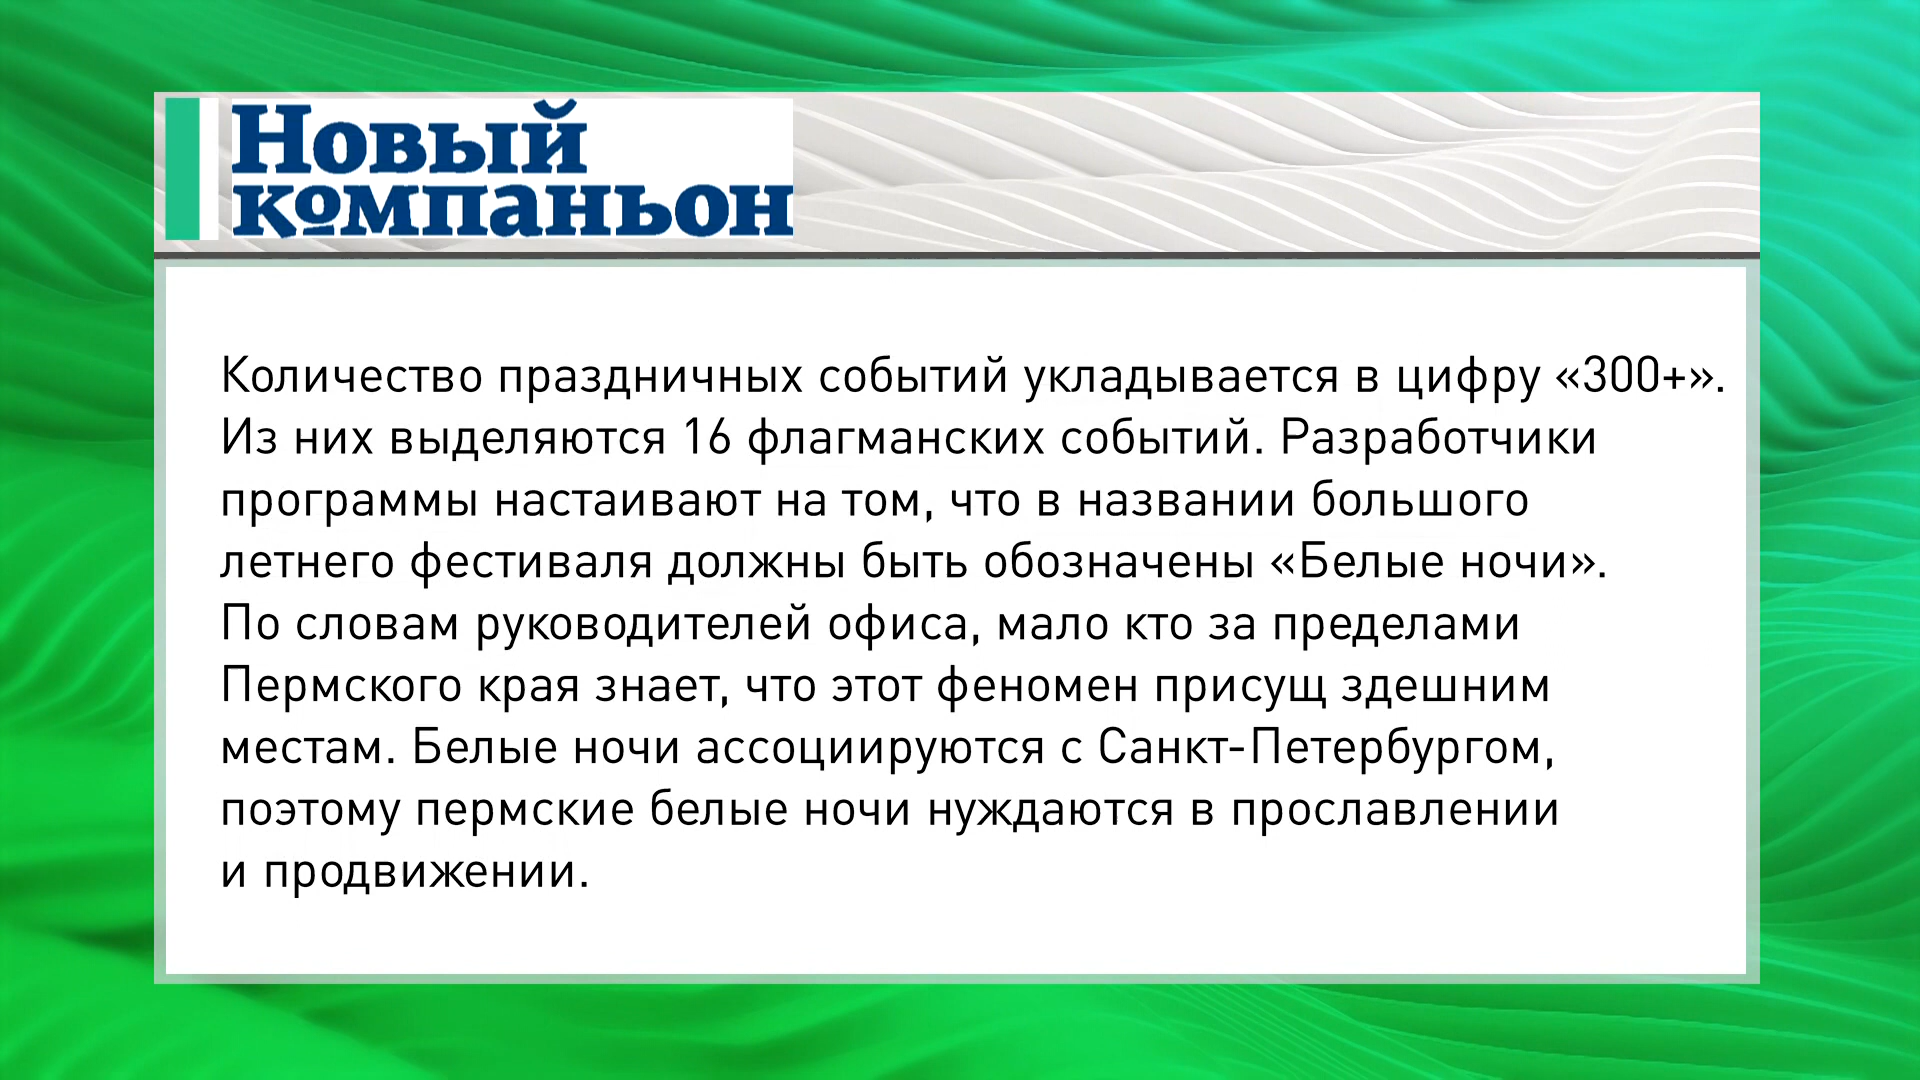 Новый
компаньон
Количество праздничных событий укладывается в цифру «300+».
Из них выделяются 16 флагманских событий. Разработчики
программы настаивают на том, что в названии большого
летнего фестиваля должны быть обозначены «Белые ночи».
По словам руководителей офиса, мало кто за пределами
Пермского края знает, что этот феномен присущ здешним
местам. Белые ночи ассоциируются с Санкт-Петербургом,
поэтому пермские белые ночи нуждаются в прославлении
и продвижении.